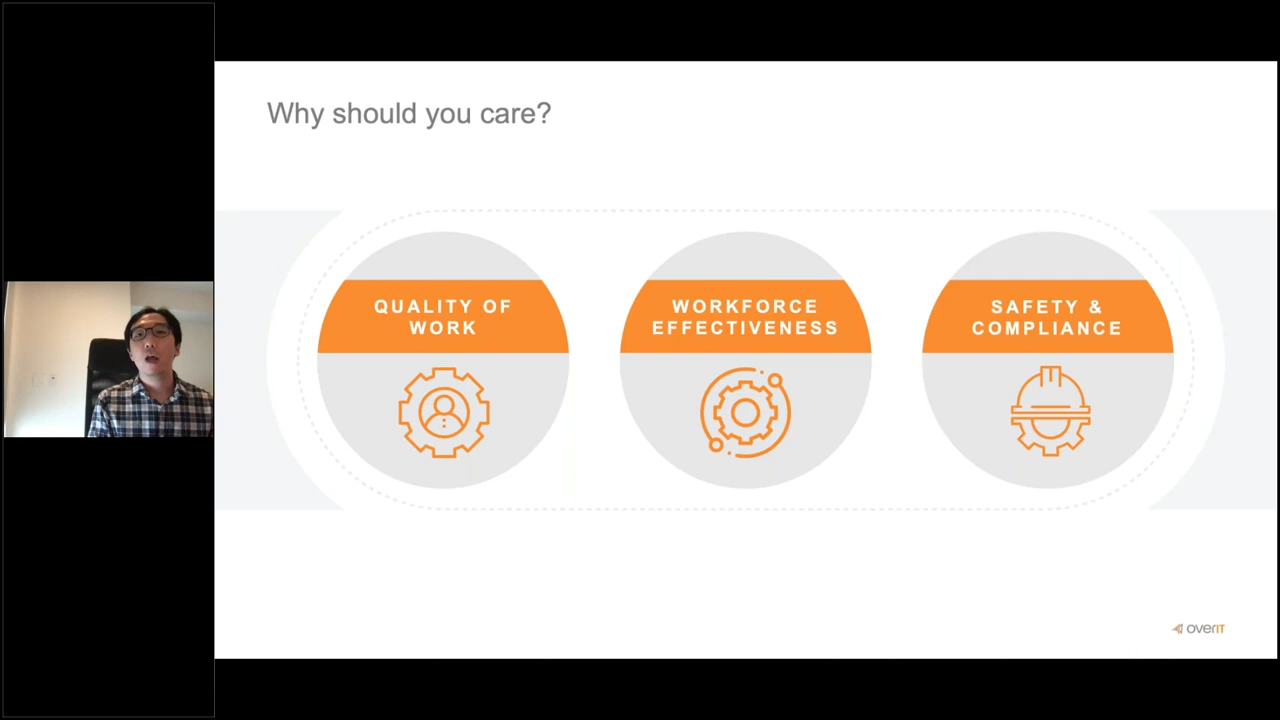 Why should you care?
QUALITY OF
WORK
WORKFORCE
EFFECTIVENESS
SAFETY &
COMPLIANCE
overIT